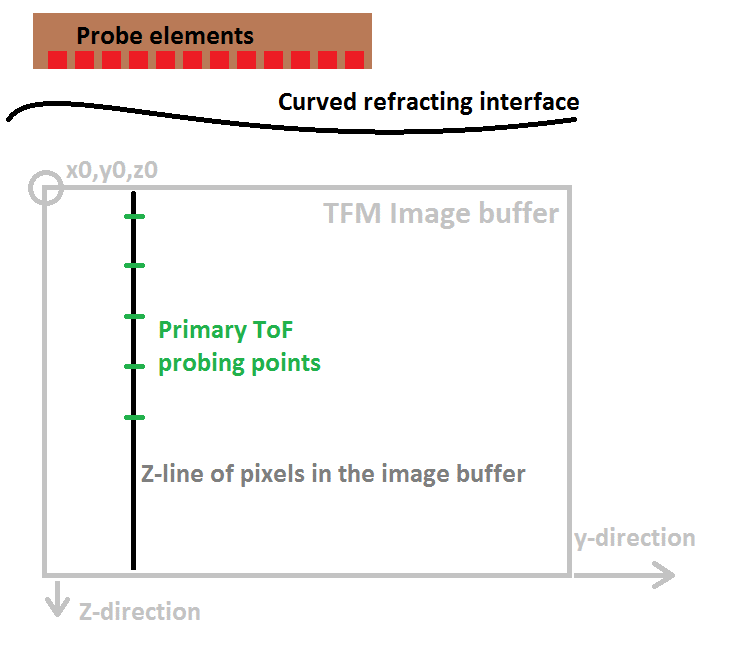 Probe elements
Curved refracting interface
x0,y0,z0
TFM Image buffer
Primary ToF
probing points
Z-line of pixels in the image buffer
y-direction
Z-direction